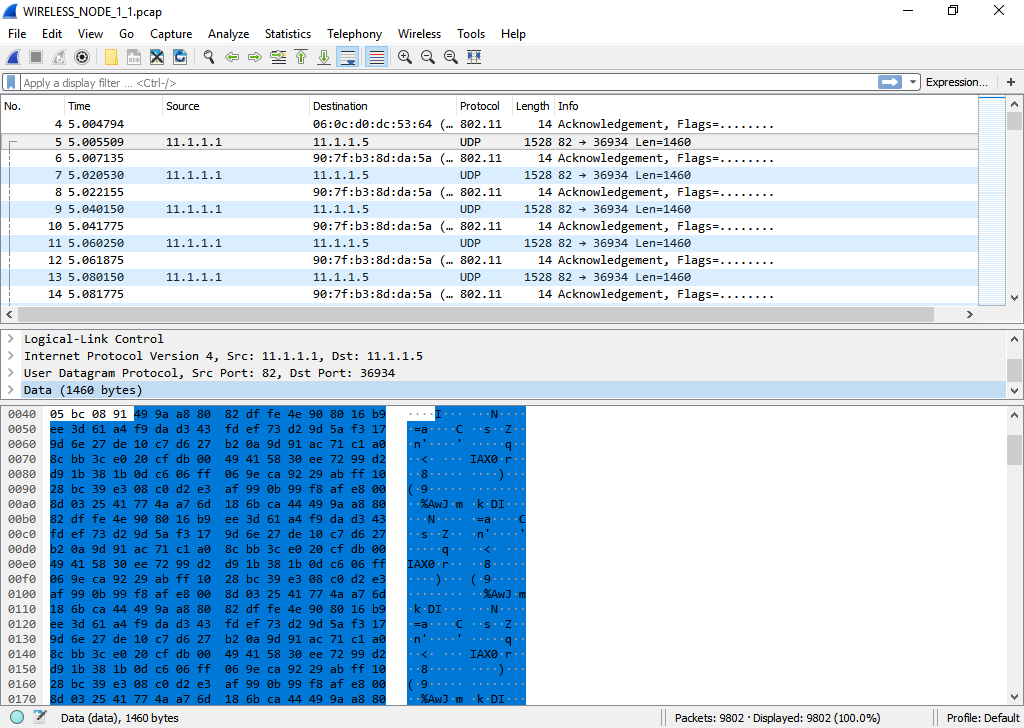 WIRELESS_NODE_1_1.pcap
File Edit View Go Capture Analyze Statistics Telephony Wireless Tools Help
Apply a display filter ... <Ctrl-/> Expression... +
No. Time Source Destination Protocol Length Info
4 5.004794 06:0c:d0:dc:53:64 (… 802.11 14 Acknowledgement, Flags=........
5 5.005509 11.1.1.1 11.1.1.5 UDP 1528 82 → 36934 Len=1460
6 5.007135 90:7f:b3:8d:da:5a (… 802.11 14 Acknowledgement, Flags=........
7 5.020530 11.1.1.1 11.1.1.5 UDP 1528 82 → 36934 Len=1460
8 5.022155 90:7f:b3:8d:da:5a (… 802.11 14 Acknowledgement, Flags=........
9 5.040150 11.1.1.1 11.1.1.5 UDP 1528 82 → 36934 Len=1460
10 5.041775 90:7f:b3:8d:da:5a (… 802.11 14 Acknowledgement, Flags=........
11 5.060250 11.1.1.1 11.1.1.5 UDP 1528 82 → 36934 Len=1460
12 5.061875 90:7f:b3:8d:da:5a (… 802.11 14 Acknowledgement, Flags=........
13 5.080150 11.1.1.1 11.1.1.5 UDP 1528 82 → 36934 Len=1460
14 5.081775 90:7f:b3:8d:da:5a (… 802.11 14 Acknowledgement, Flags=........
Logical-Link Control
Internet Protocol Version 4, Src: 11.1.1.1, Dst: 11.1.1.5
User Datagram Protocol, Src Port: 82, Dst Port: 36934
Data (1460 bytes)
0040 05 bc 08 91 49 9a a8 80 82 df fe 4e 90 80 16 b9 ····I··· ···N····
0050 ee 3d 61 a4 f9 da d3 43 fd ef 73 d2 9d 5a f3 17 ·=a····C ··s··Z··
0060 9d 6e 27 de 10 c7 d6 27 b2 0a 9d 91 ac 71 c1 a0 ·n'····' ·····q··
0070 8c bb 3c e0 20 cf db 00 49 41 58 30 ee 72 99 d2 ··<· ··· IAX0·r··
0080 d9 1b 38 1b 0d c6 06 ff 06 9e ca 92 29 ab ff 10 ··8····· ····)···
0090 28 bc 39 e3 08 c0 d2 e3 af 99 0b 99 f8 af e8 00 (·9····· ········
00a0 8d 03 25 41 77 4a a7 6d 18 6b ca 44 49 9a a8 80 ··%AwJ·m ·k·DI···
00b0 82 df fe 4e 90 80 16 b9 ee 3d 61 a4 f9 da d3 43 ···N···· ·=a····C
00c0 fd ef 73 d2 9d 5a f3 17 9d 6e 27 de 10 c7 d6 27 ··s··Z·· ·n'····'
00d0 b2 0a 9d 91 ac 71 c1 a0 8c bb 3c e0 20 cf db 00 ·····q·· ··<· ···
00e0 49 41 58 30 ee 72 99 d2 d9 1b 38 1b 0d c6 06 ff IAX0·r·· ··8·····
00f0 06 9e ca 92 29 ab ff 10 28 bc 39 e3 08 c0 d2 e3 ····)··· (·9·····
0100 af 99 0b 99 f8 af e8 00 8d 03 25 41 77 4a a7 6d ········ ··%AwJ·m
0110 18 6b ca 44 49 9a a8 80 82 df fe 4e 90 80 16 b9 ·k·DI··· ···N····
0120 ee 3d 61 a4 f9 da d3 43 fd ef 73 d2 9d 5a f3 17 ·=a····C ··s··Z··
0130 9d 6e 27 de 10 c7 d6 27 b2 0a 9d 91 ac 71 c1 a0 ·n'····' ·····q··
0140 8c bb 3c e0 20 cf db 00 49 41 58 30 ee 72 99 d2 ··<· ··· IAX0·r··
0150 d9 1b 38 1b 0d c6 06 ff 06 9e ca 92 29 ab ff 10 ··8····· ····)···
0160 28 bc 39 e3 08 c0 d2 e3 af 99 0b 99 f8 af e8 00 (·9····· ········
0170 8d 03 25 41 77 4a a7 6d 18 6b ca 44 49 9a a8 80 ··%AwJ·m ·k·DI···
Data (data), 1460 bytes Packets: 9802 · Displayed: 9802 (100.0%) Profile: Default